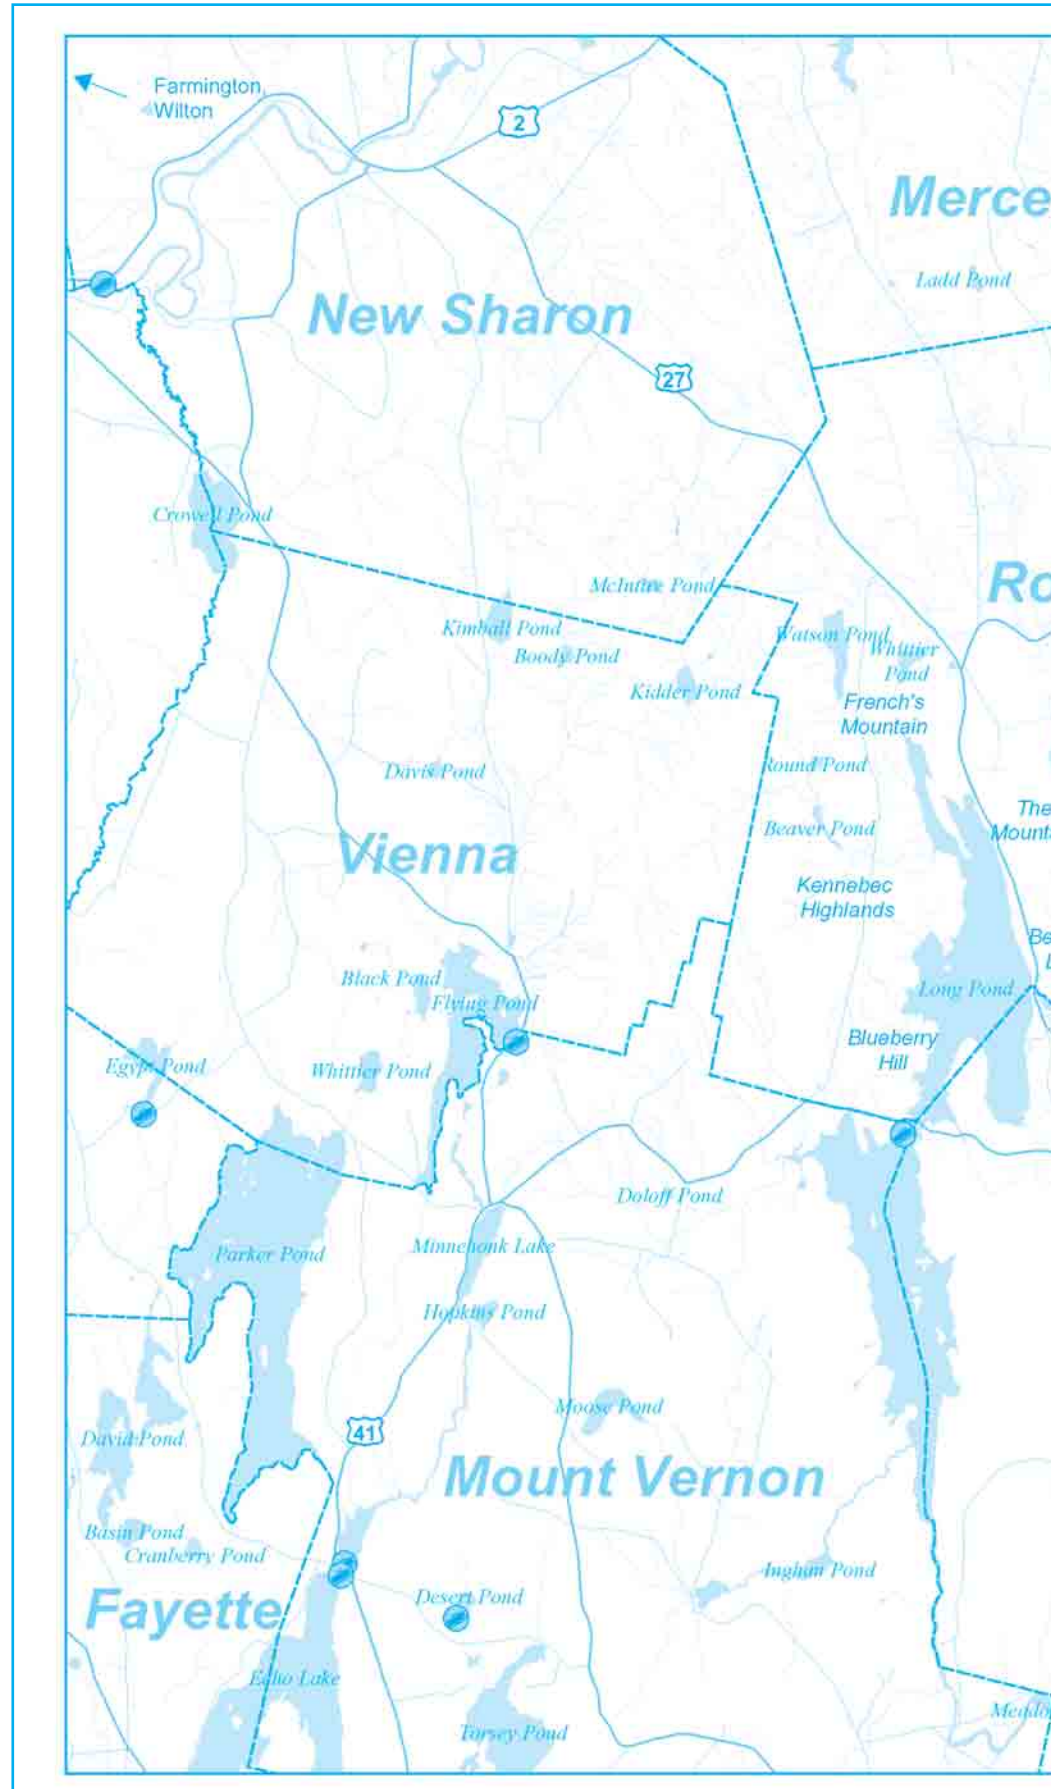 Farmington,
Wilton
2
Merce
Ladd Pond
New Sharon
27
Crowell Pond
McIntire Pond
Ro
Kimball Pond
Watson Pond
Whittier
Pond
Boody Pond
Kidder Pond
French's
Mountain
Davis Pond
Round Pond
The
Mounta
Beaver Pond
Vienna
Kennebec
Highlands
Be
L
Black Pond
Flying Pond
Long Pond
Blueberry
Hill
Egypt Pond
Whittier Pond
Doloff Pond
Minnehonk Lake
Parker Pond
Hopkins Pond
Moose Pond
41
David Pond
Mount Vernon
Basin Pond
Cranberry Pond
Ingham Pond
Desert Pond
Fayette
Echo Lake
Torsey Pond
Meado